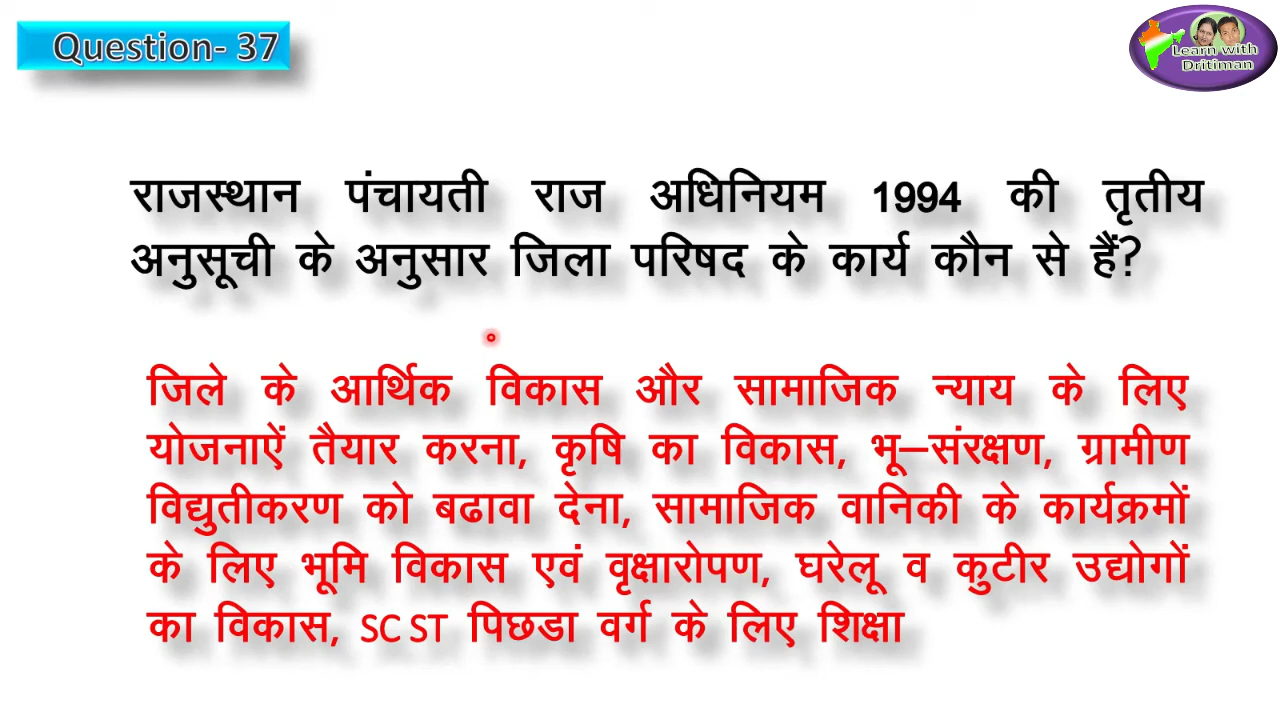 Question- 37
Learn with
Dritiman
राजस्थान पंचायती राज अधिनियम 1994 की तृतीय
अनुसूची के अनुसार जिला परिषद के कार्य कौन से हैं?
जिले के आर्थिक विकास और सामाजिक न्याय के लिए
योजनाऐं तैयार करना, कृषि का विकास, भू–संरक्षण, ग्रामीण
विद्युतीकरण को बढावा देना, सामाजिक वानिकी के कार्यक्रमों
के लिए भूमि विकास एवं वृक्षारोपण, घरेलू व कुटीर उद्योगों
का विकास, SC ST पिछडा वर्ग के लिए शिक्षा